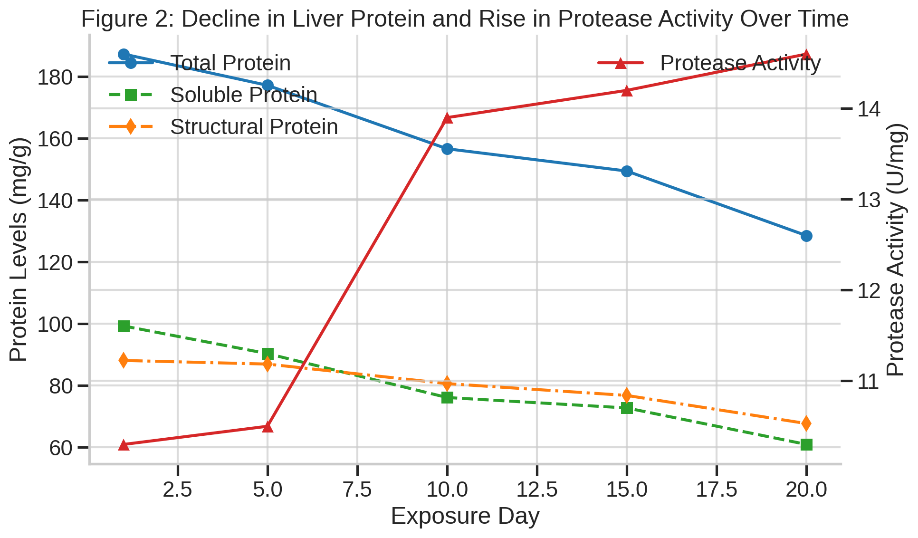 Figure 2: Decline in Liver Protein and Rise in Protease Activity Over Time
Total Protein
Soluble Protein
Structural Protein
Protease Activity
Protein Levels (mg/g)
180
160
140
120
100
80
60
14
13
12
11
Protease Activity (U/mg)
2.5 5.0 7.5 10.0 12.5 15.0 17.5 20.0
Exposure Day